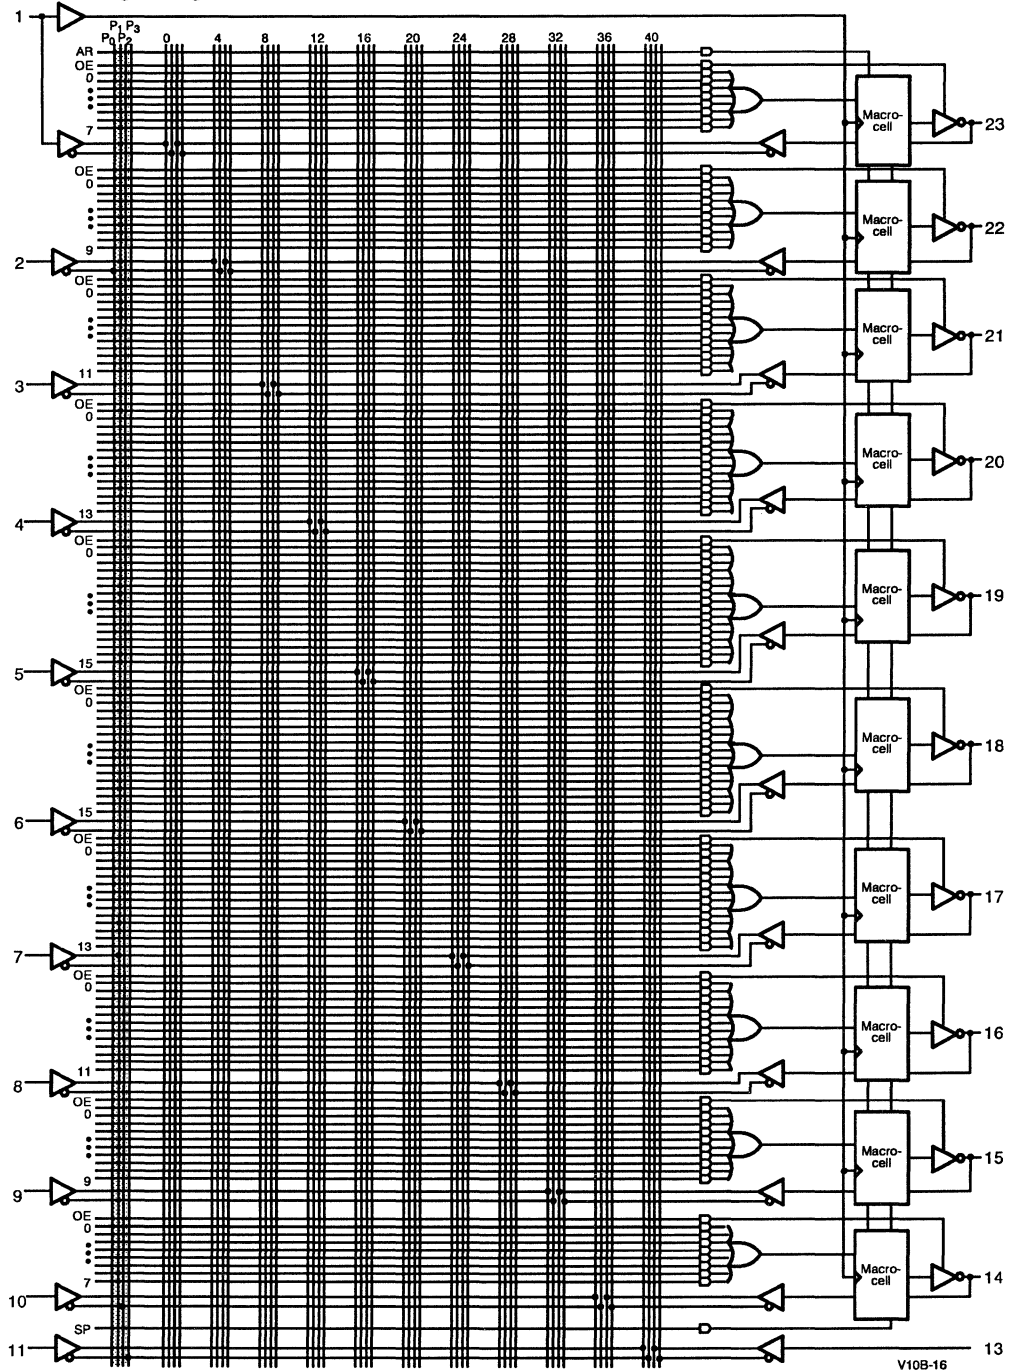 1
P1 P3
P0 P2
0 4 8 12 16 20 24 28 32 36 40
AR
OE
0
7
Macro-
cell
23
OE
0
9
Macro-
cell
22
2
OE
0
11
Macro-
cell
21
3
OE
0
13
Macro-
cell
20
4
OE
0
15
Macro-
cell
19
5
OE
0
15
Macro-
cell
18
6
OE
0
13
Macro-
cell
17
7
OE
0
11
Macro-
cell
16
8
OE
0
9
Macro-
cell
15
9
OE
0
7
Macro-
cell
14
10
SP
11
13
V10B-16